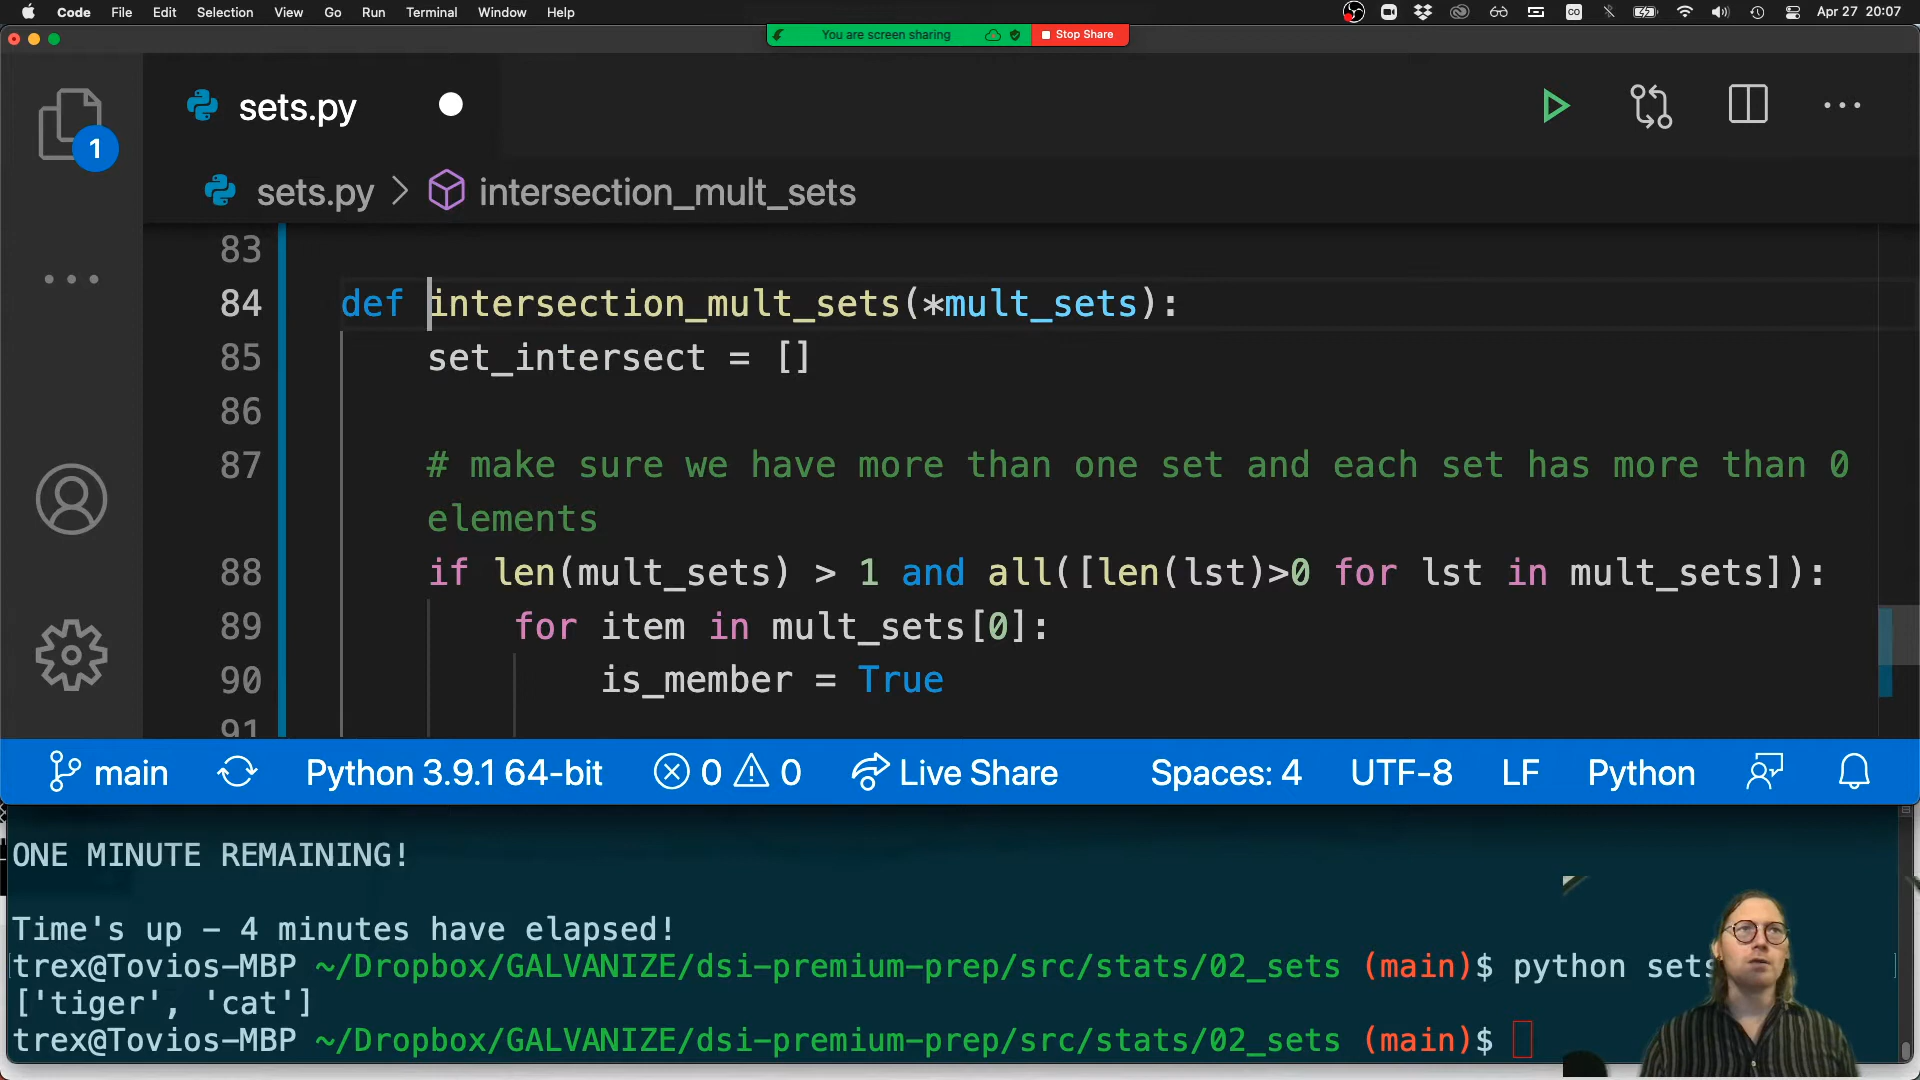 Code File Edit Selection View Go Run Terminal Window Help
CO
Apr 27 20:07
You are screen sharing Stop Share
sets.py
1
sets.py > intersection_mult_sets
83
84 def intersection_mult_sets(*mult_sets):
85 set_intersect = []
86
87 # make sure we have more than one set and each set has more than 0
elements
88 if len(mult_sets) > 1 and all([len(lst)>0 for lst in mult_sets]):
89 for item in mult_sets[0]:
90 is_member = True
91
main Python 3.9.1 64-bit 0 0 Live Share Spaces: 4 UTF-8 LF Python
ONE MINUTE REMAINING!
Time's up - 4 minutes have elapsed!
trex@Tovios-MBP ~/Dropbox/GALVANIZE/dsi-premium-prep/src/stats/02_sets (main)$ python sets
['tiger', 'cat']
trex@Tovios-MBP ~/Dropbox/GALVANIZE/dsi-premium-prep/src/stats/02_sets (main)$